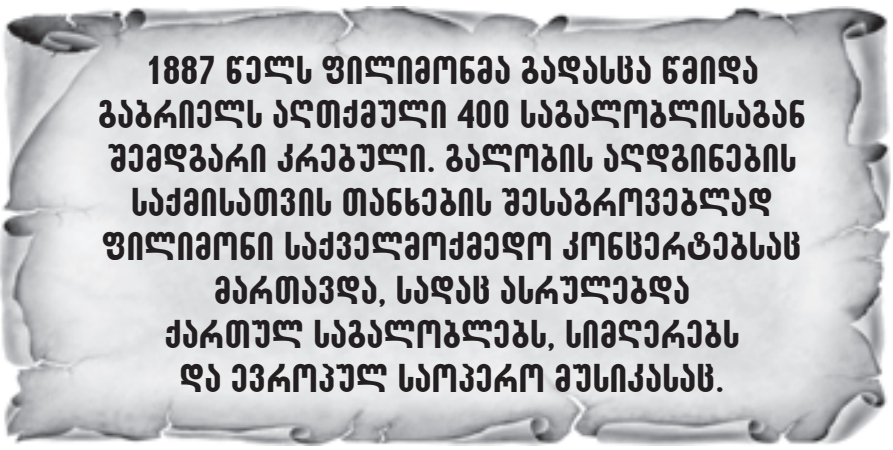 1887 წელს ფილიმონმა გადასცა წმიდა
გაბრიელს აღთქმული 400 საგალობლისაგან
შემდგარი კრებული. გალობის აღდგინების
საქმისათვის თანხების შესაგროვებლად
ფილიმონი საქველმოქმედო კონცერტებსაც
მართავდა, სადაც ასრულებდა
ქართულ საგალობლებს, სიმღერებს
და ევროპულ საოპერო მუსიკასაც.